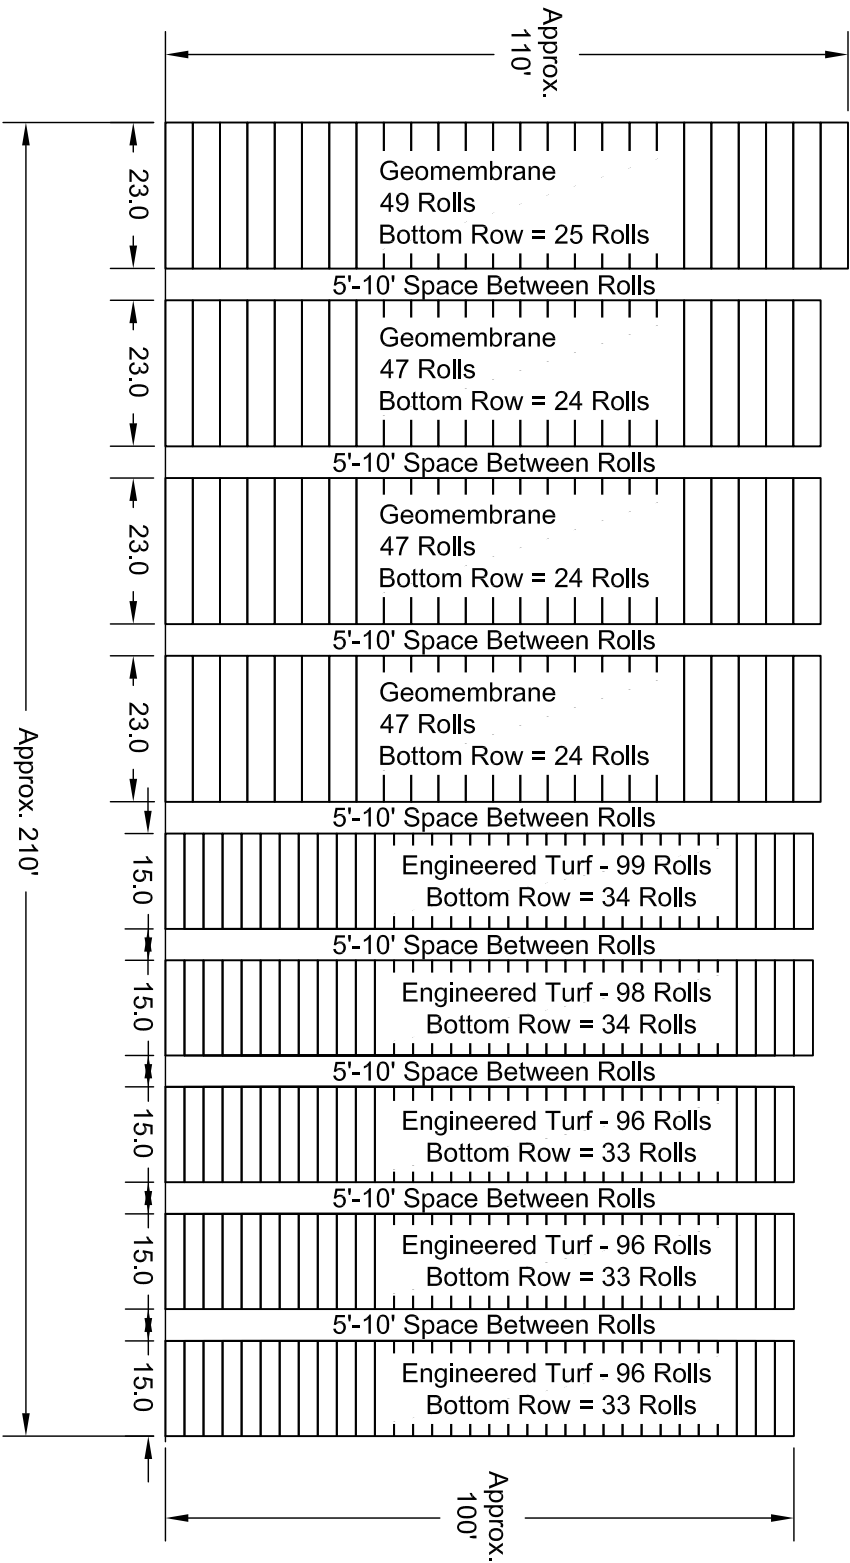 Approx.
110'
23.0
Geomembrane
49 Rolls
Bottom Row = 25 Rolls
5'-10' Space Between Rolls
23.0
Geomembrane
47 Rolls
Bottom Row = 24 Rolls
5'-10' Space Between Rolls
23.0
Geomembrane
47 Rolls
Bottom Row = 24 Rolls
5'-10' Space Between Rolls
23.0
Geomembrane
47 Rolls
Bottom Row = 24 Rolls
5'-10' Space Between Rolls
Approx. 210'
15.0
Engineered Turf - 99 Rolls
Bottom Row = 34 Rolls
5'-10' Space Between Rolls
15.0
Engineered Turf - 98 Rolls
Bottom Row = 34 Rolls
5'-10' Space Between Rolls
15.0
Engineered Turf - 96 Rolls
Bottom Row = 33 Rolls
5'-10' Space Between Rolls
15.0
Engineered Turf - 96 Rolls
Bottom Row = 33 Rolls
5'-10' Space Between Rolls
15.0
Engineered Turf - 96 Rolls
Bottom Row = 33 Rolls
Approx.
100'